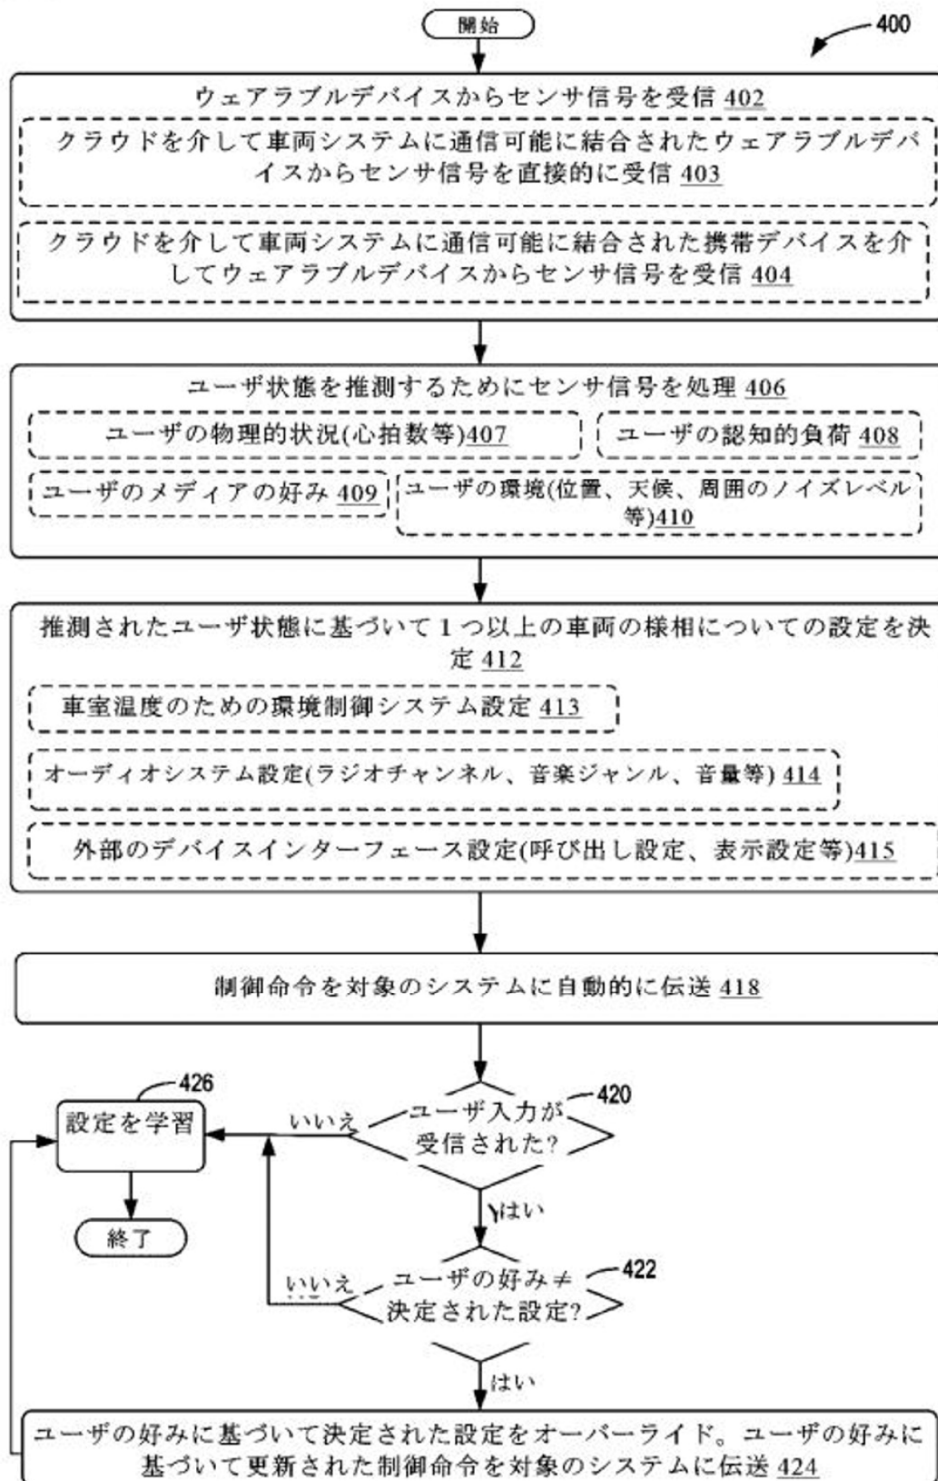 開始
400
ウェアラブルデバイスからセンサ信号を受信 402
クラウドを介して車両システムに通信可能に結合されたウェアラブルデバ
イスからセンサ信号を直接的に受信 403
クラウドを介して車両システムに通信可能に結合された携帯デバイスを介
してウェアラブルデバイスからセンサ信号を受信 404
ユーザ状態を推測するためにセンサ信号を処理 406
ユーザの物理的状況(心拍数等)407
ユーザの認知的負荷 408
ユーザのメディアの好み 409
ユーザの環境(位置、天候、周囲のノイズレベル
等)410
推測されたユーザ状態に基づいて1つ以上の車両の様相についての設定を決
定 412
車室温度のための環境制御システム設定 413
オーディオシステム設定(ラジオチャンネル、音楽ジャンル、音量等) 414
外部のデバイスインターフェース設定(呼び出し設定、表示設定等)415
制御命令を対象のシステムに自動的に伝送 418
420
ユーザ入力が
受信された?
いいえ
426
設定を学習
終了
はい
422
ユーザの好み≠
決定された設定?
いいえ
はい
ユーザの好みに基づいて決定された設定をオーバーライド。ユーザの好みに
基づいて更新された制御命令を対象のシステムに伝送 424